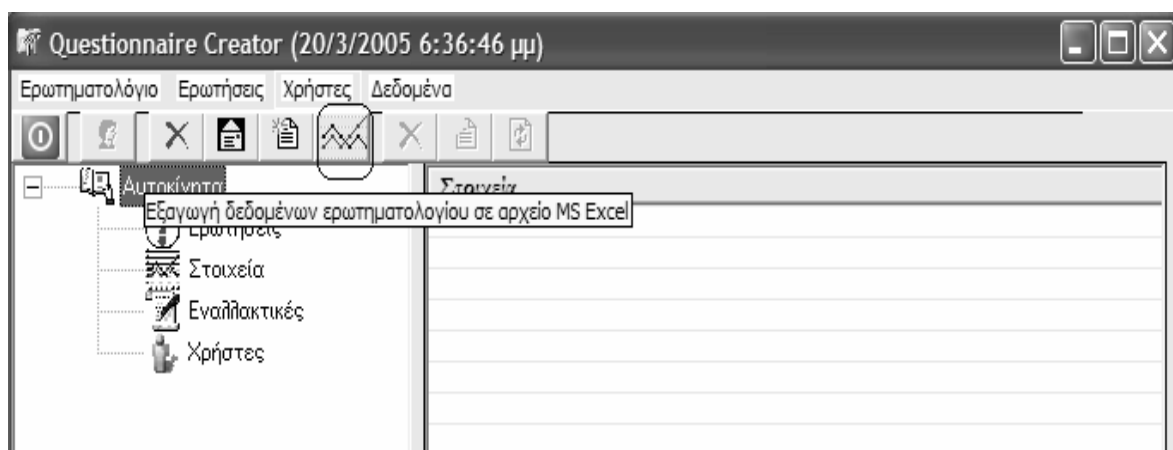 Questionnaire Creator (20/3/2005 6:36:46 μμ)
Ερωτηματολόγιο Ερωτήσεις Χρήστες Δεδομένα
Αυτοκίνητα Στοιχεία
Εξαγωγή δεδομένων ερωτηματολογίου σε αρχείο MS Excel
Ερωτήσεις
Στοιχεία
Εναλλακτικές
Χρήστες